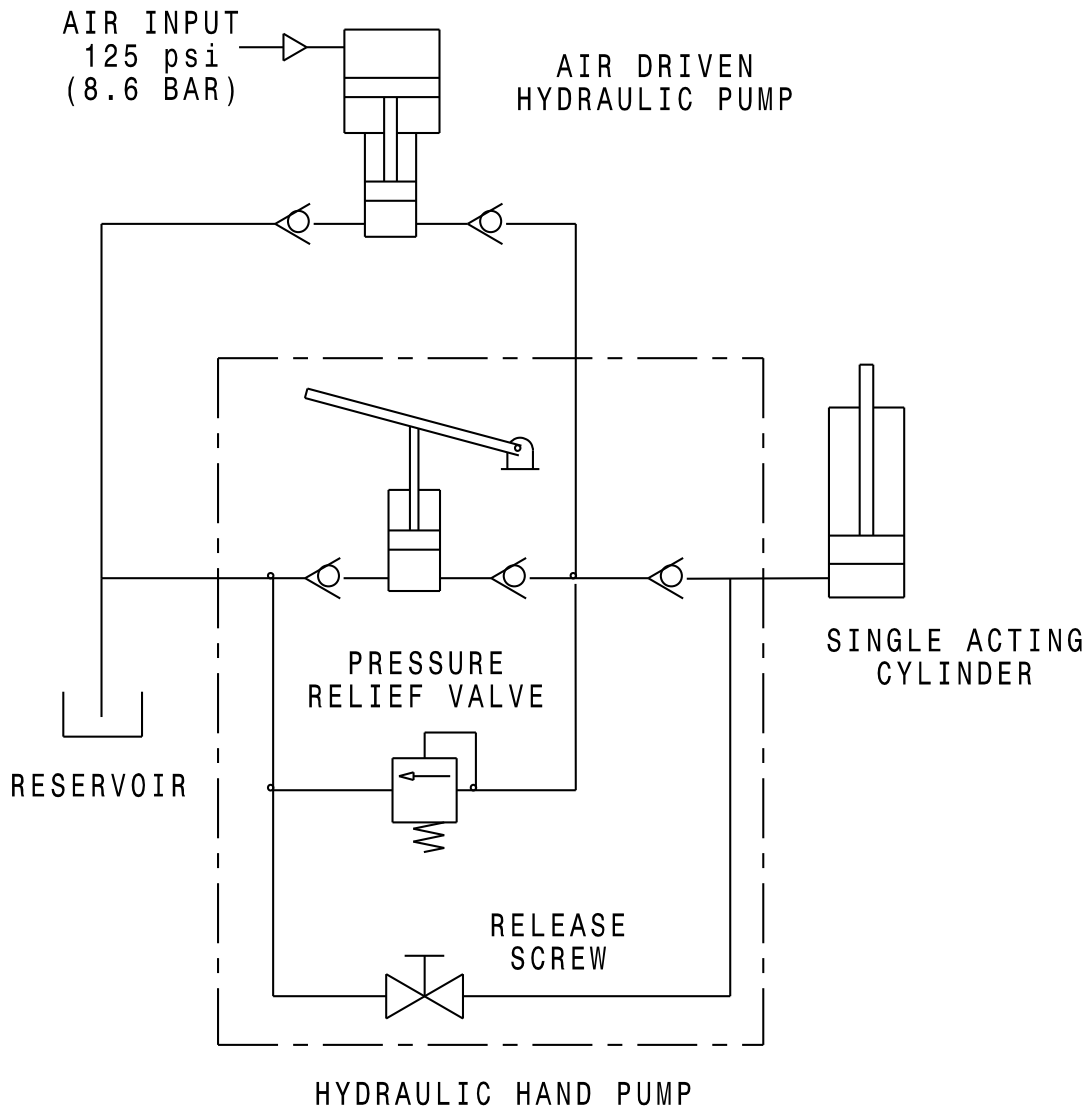 AIR INPUT
125 psi
(8.6 BAR)
AIR DRIVEN
HYDRAULIC PUMP
SINGLE ACTING
CYLINDER
PRESSURE
RELIEF VALVE
RESERVOIR
RELEASE
SCREW
HYDRAULIC HAND PUMP